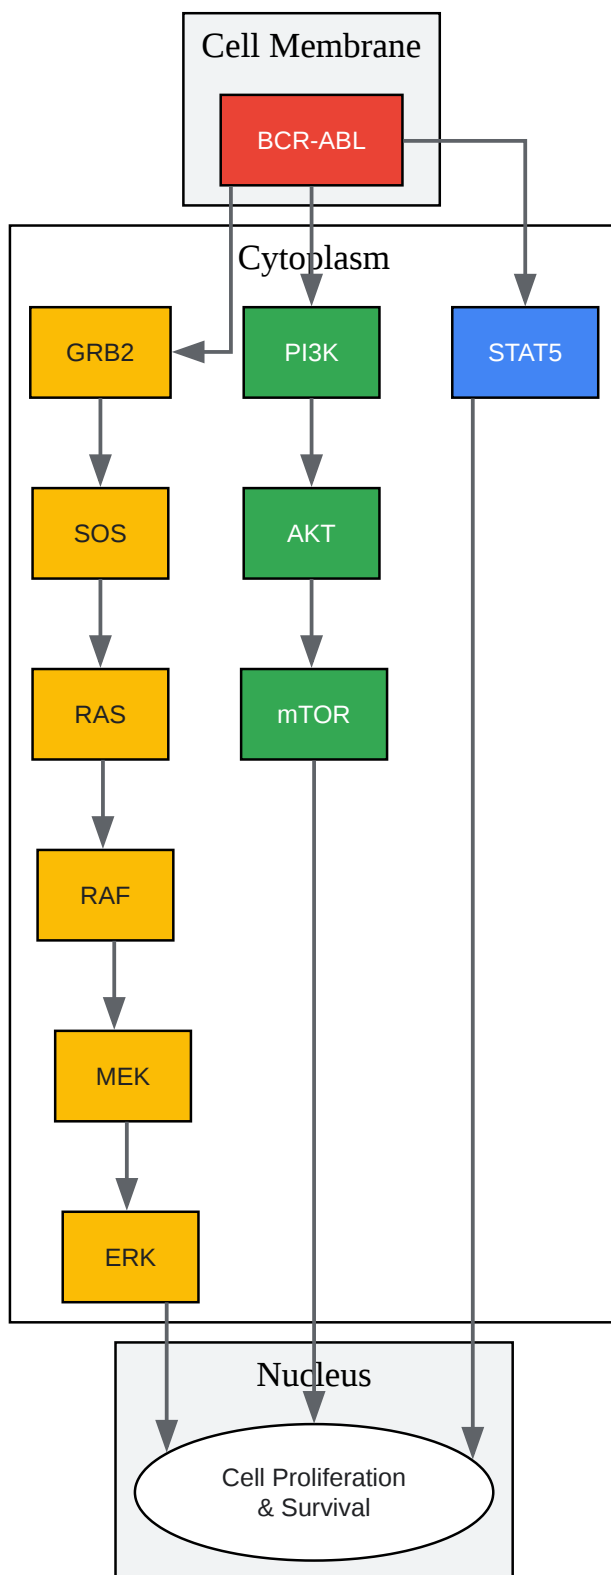 Cell Membrane
BCR-ABL
Cytoplasm
GRB2
PI3K
STAT5
SOS
AKT
RAS
mTOR
RAF
MEK
ERK
Nucleus
Cell Proliferation
& Survival